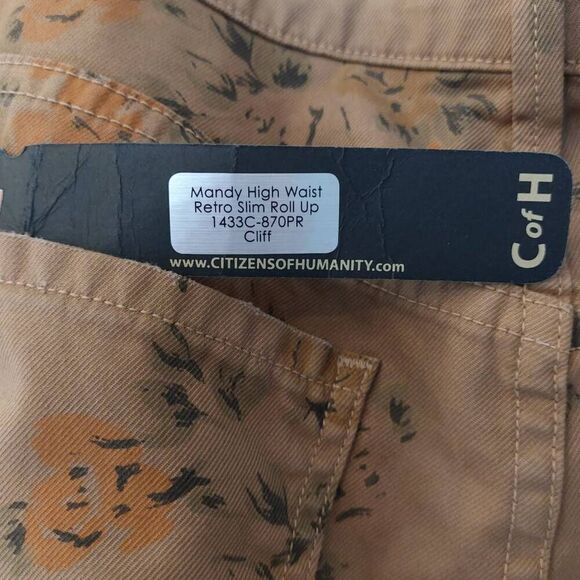 Mandy High Waist
Retro Slim Roll Up
1433C-870PR
Cliff
www.CITIZENSOFHUMANITY.com
C of H